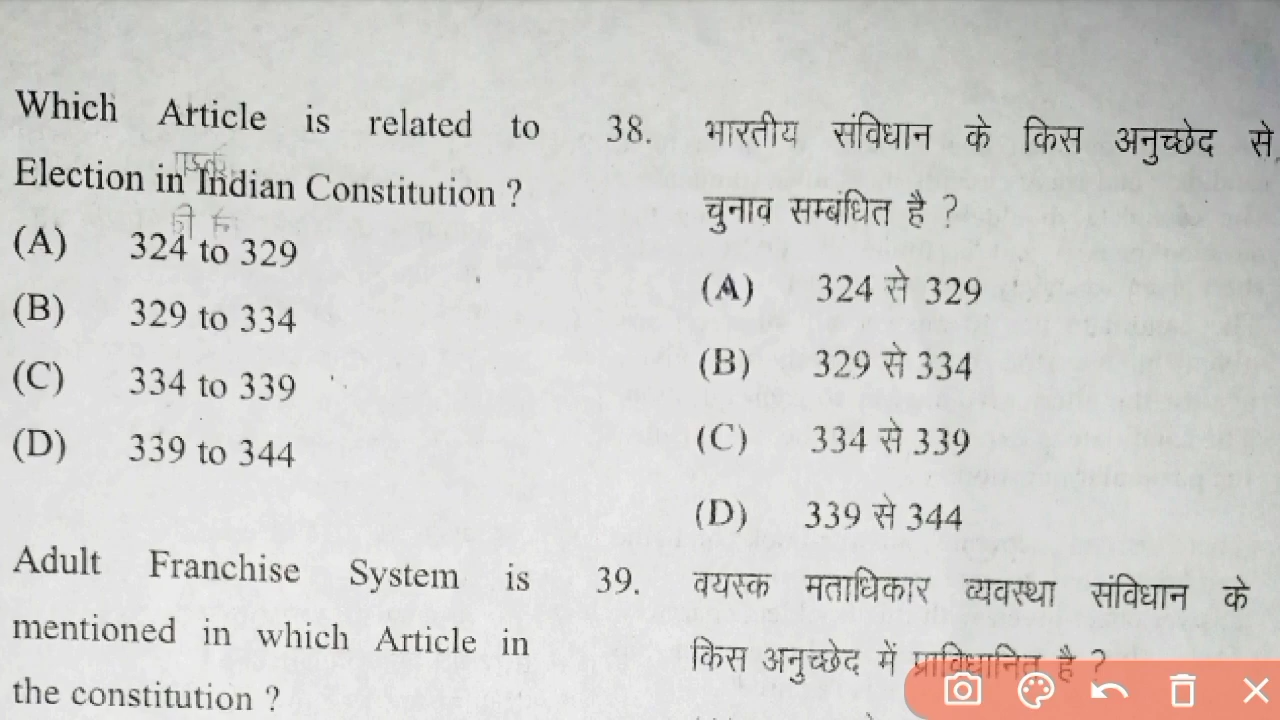 Which Article is related to
Election in Indian Constitution ?
(A) 324 to 329
(B) 329 to 334
(C) 334 to 339
(D) 339 to 344
Adult Franchise System is
mentioned in which Article in
the constitution ?
38. भारतीय संविधान के किस अनुच्छेद से,
चुनाव सम्बंधित है ?
(A) 324 से 329
(B) 329 से 334
(C) 334 से 339
(D) 339 से 344
39. वयस्क मताधिकार व्यवस्था संविधान के
किस अनुच्छेद में प्राविधानित है ?